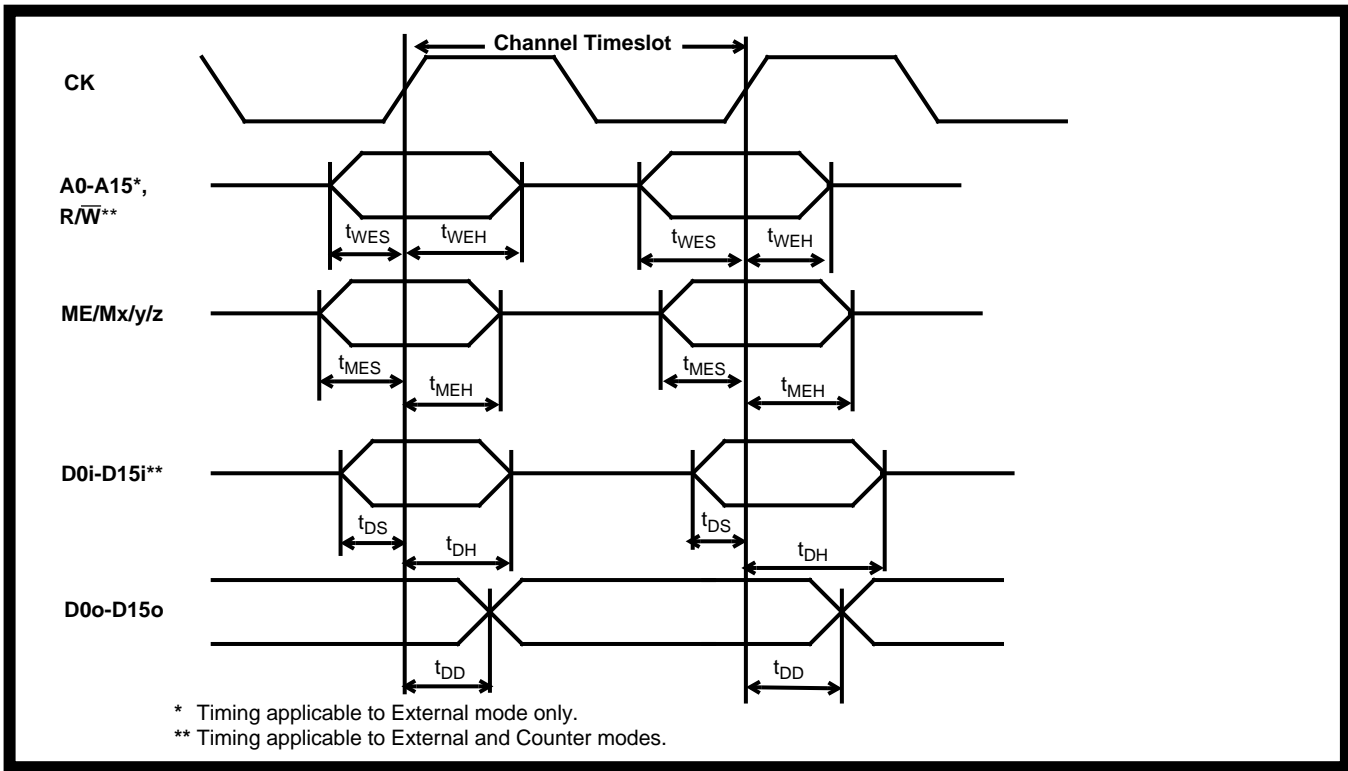 Channel Timeslot
CK
A0-A15*,
R/W̅**
tWES
tWEH
tWES
tWEH
ME/Mx/y/z
tMES
tMEH
tMES
tMEH
D0i-D15i**
tDS
tDH
tDS
tDH
D0o-D15o
tDD
tDD
* Timing applicable to External mode only.
** Timing applicable to External and Counter modes.